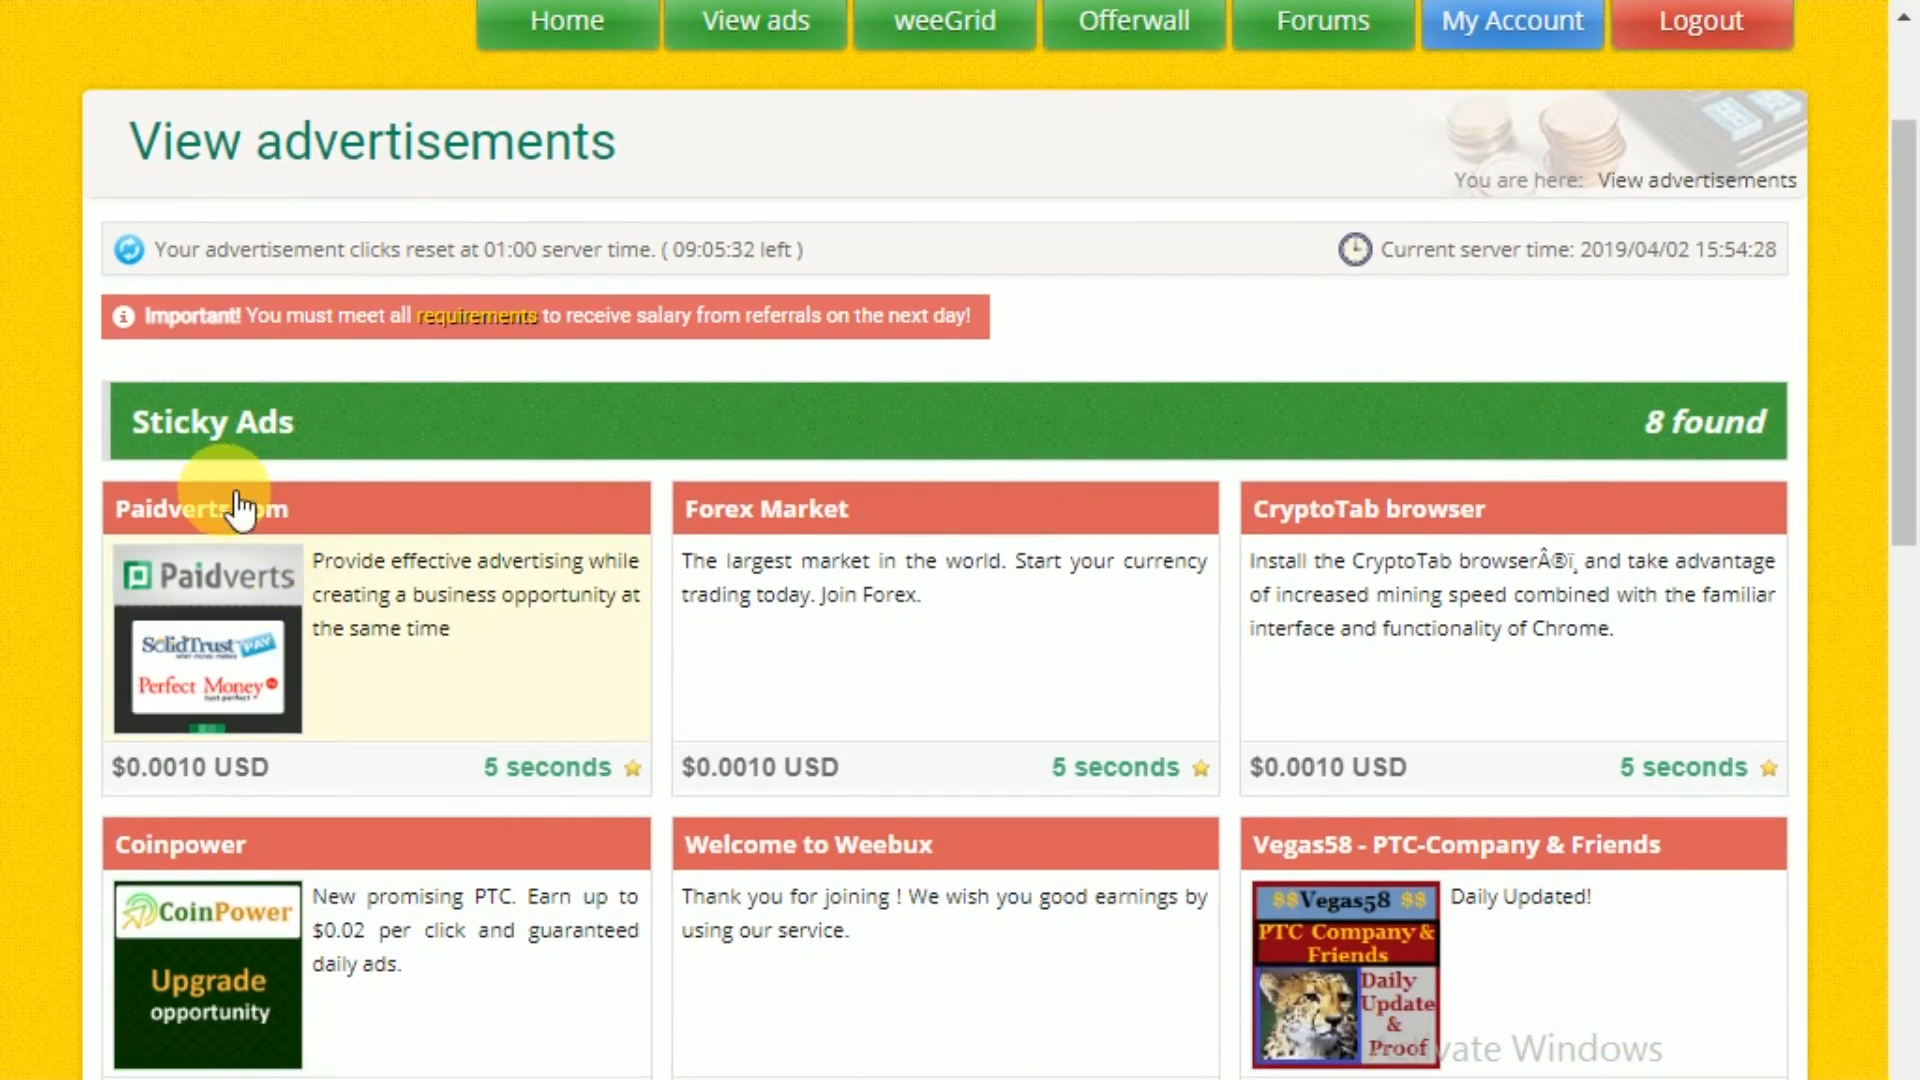 Home View ads weeGrid Offerwall Forums My Account Logout
View advertisements
You are here: View advertisements
Your advertisement clicks reset at 01:00 server time. ( 09:05:32 left )
Current server time: 2019/04/02 15:54:28
Important! You must meet all requirements to receive salary from referrals on the next day!
Sticky Ads
8 found
Paidverts om
Paidverts
SolidTrust PAY
Perfect Money
Provide effective advertising while
creating a business opportunity at
the same time
$0.0010 USD
5 seconds
Forex Market
The largest market in the world. Start your currency
trading today. Join Forex.
$0.0010 USD
5 seconds
CryptoTab browser
Install the CryptoTab browserÂ®ï¸ and take advantage
of increased mining speed combined with the familiar
interface and functionality of Chrome.
$0.0010 USD
5 seconds
Coinpower
CoinPower
Upgrade
opportunity
New promising PTC. Earn up to
$0.02 per click and guaranteed
daily ads.
Welcome to Weebux
Thank you for joining ! We wish you good earnings by
using our service.
Vegas58 - PTC-Company & Friends
$$Vegas58 $$
PTC Company &
Friends
Daily
Update
&
Proof
Daily Updated!
vate Windows